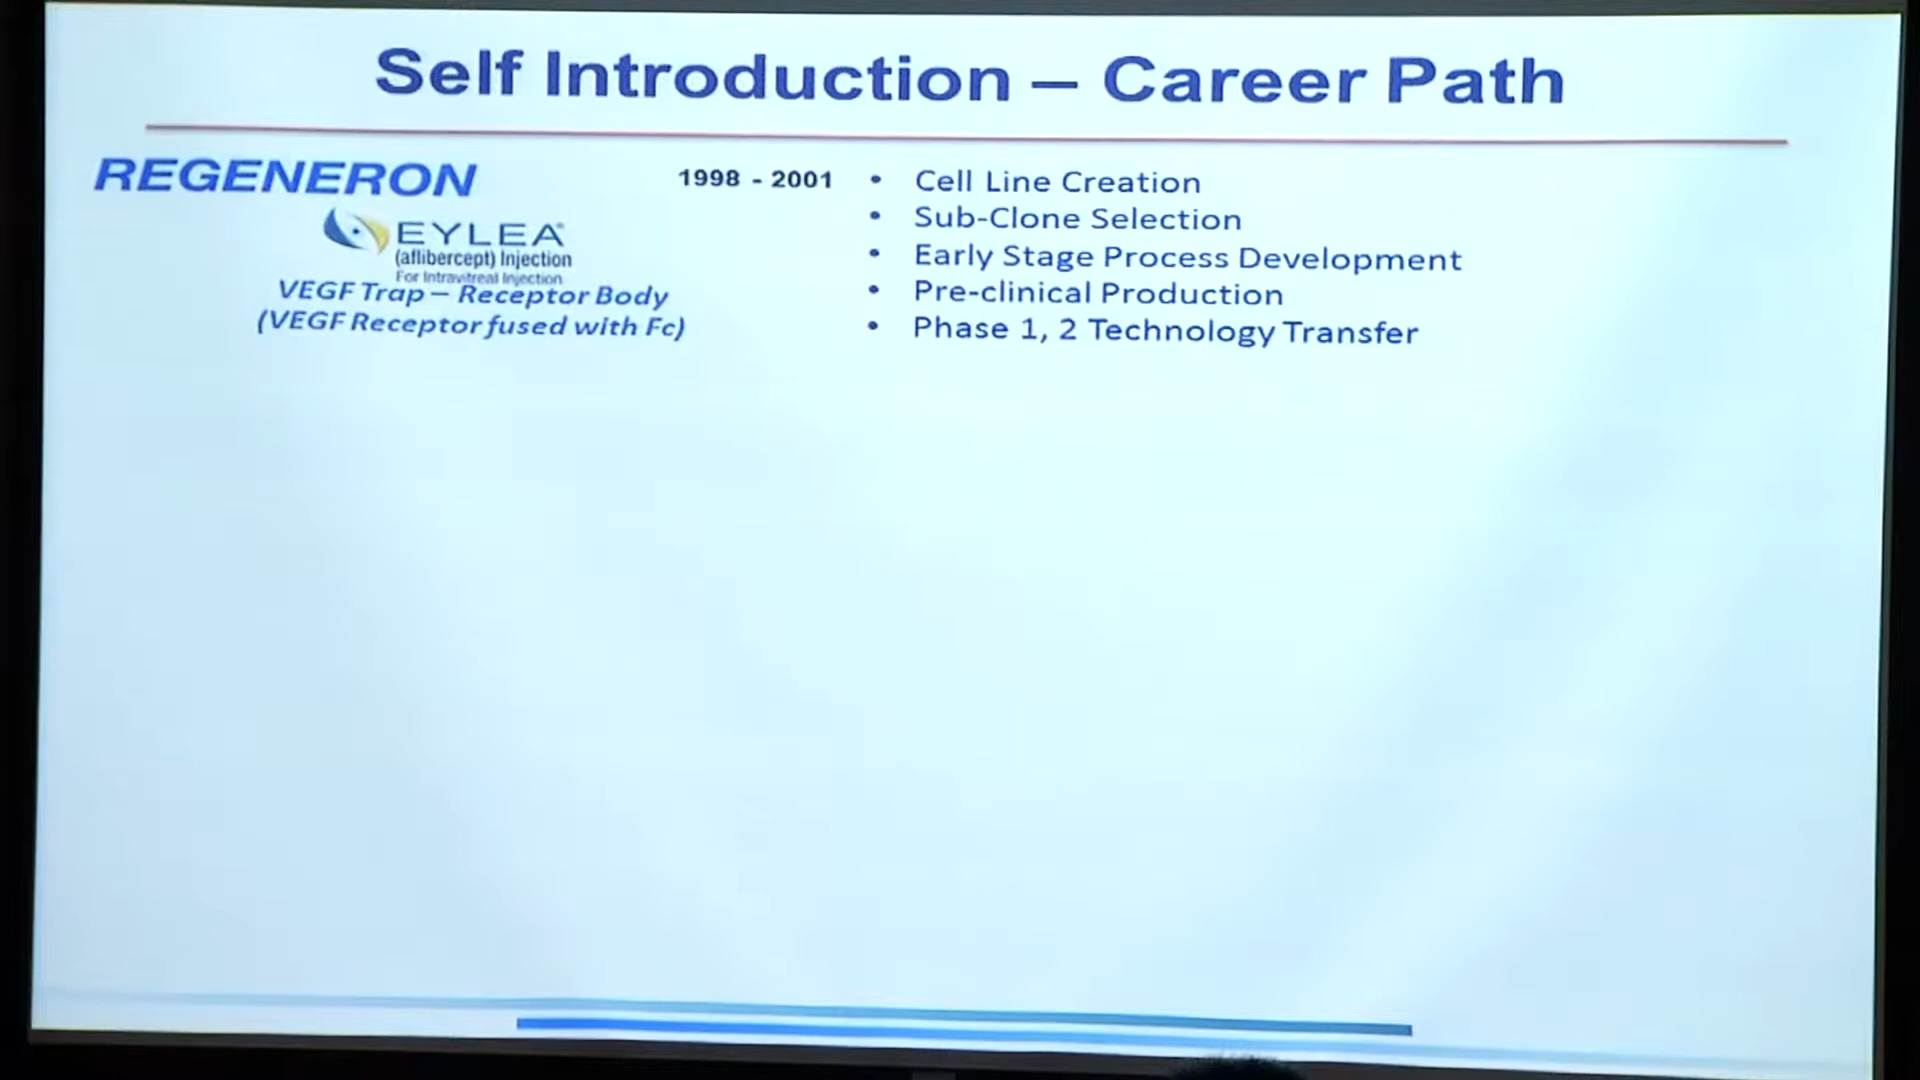 Self Introduction – Career Path
REGENERON
EYLEA®
(aflibercept) Injection
For Intravitreal Injection
VEGF Trap – Receptor Body
(VEGF Receptor fused with Fc)
1998 - 2001
• Cell Line Creation
• Sub-Clone Selection
• Early Stage Process Development
• Pre-clinical Production
• Phase 1, 2 Technology Transfer